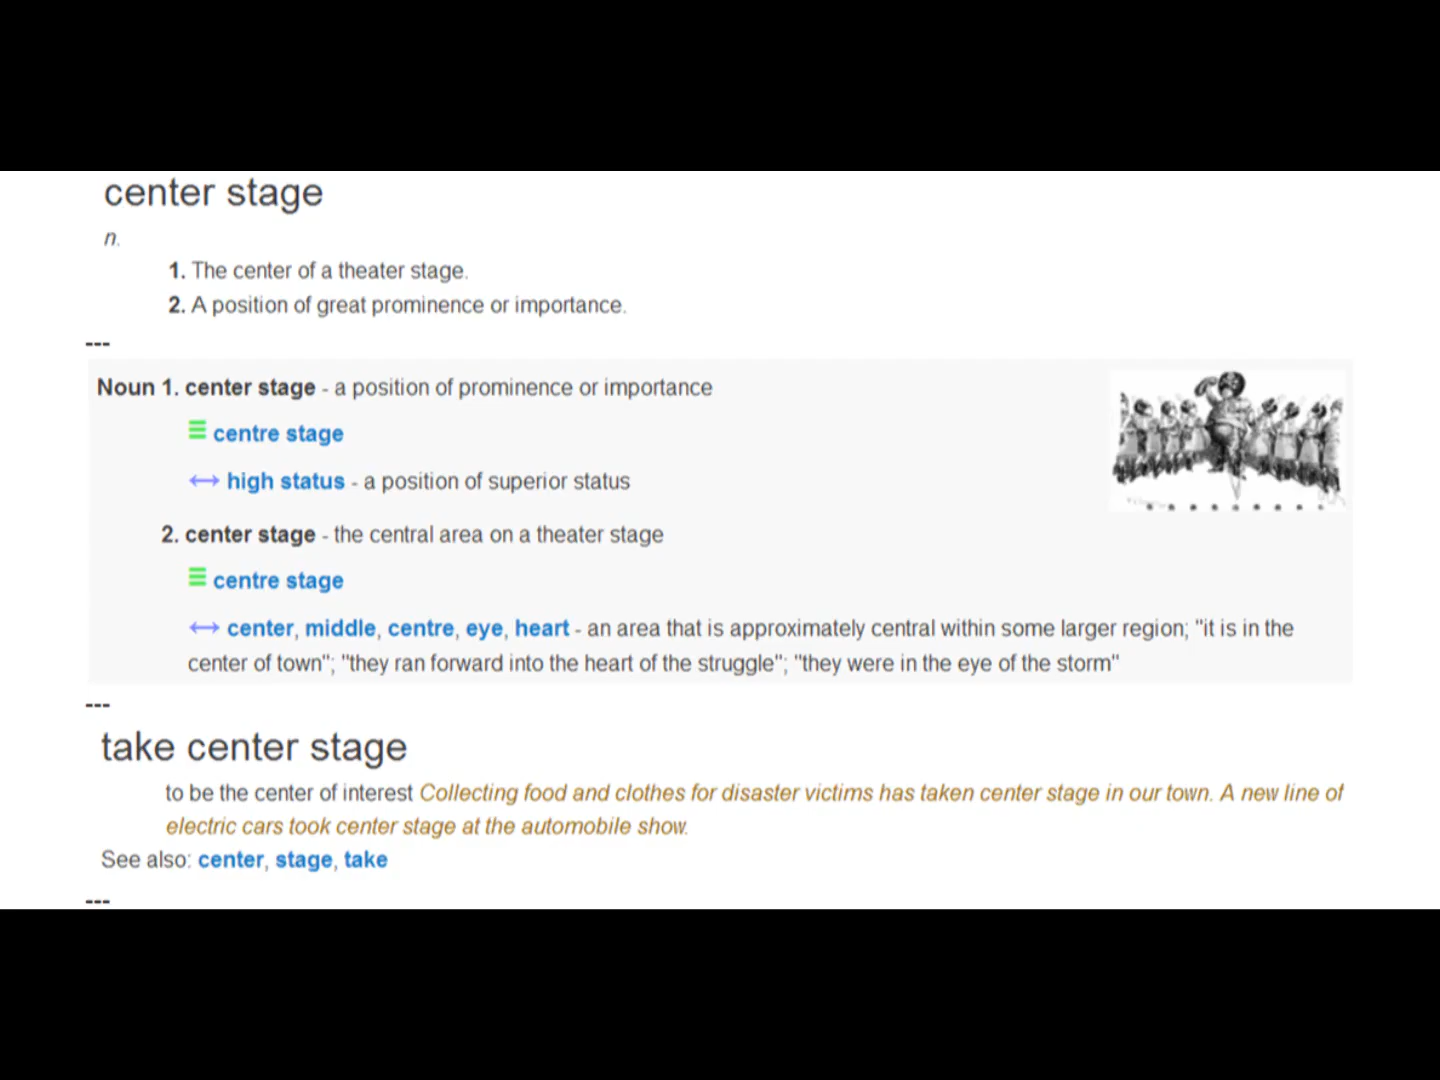 center stage
n.
1. The center of a theater stage.
2. A position of great prominence or importance.
---
Noun 1. center stage - a position of prominence or importance
centre stage
high status - a position of superior status
2. center stage - the central area on a theater stage
centre stage
center, middle, centre, eye, heart - an area that is approximately central within some larger region; "it is in the
center of town"; "they ran forward into the heart of the struggle"; "they were in the eye of the storm"
---
take center stage
to be the center of interest Collecting food and clothes for disaster victims has taken center stage in our town. A new line of
electric cars took center stage at the automobile show.
See also: center, stage, take
---